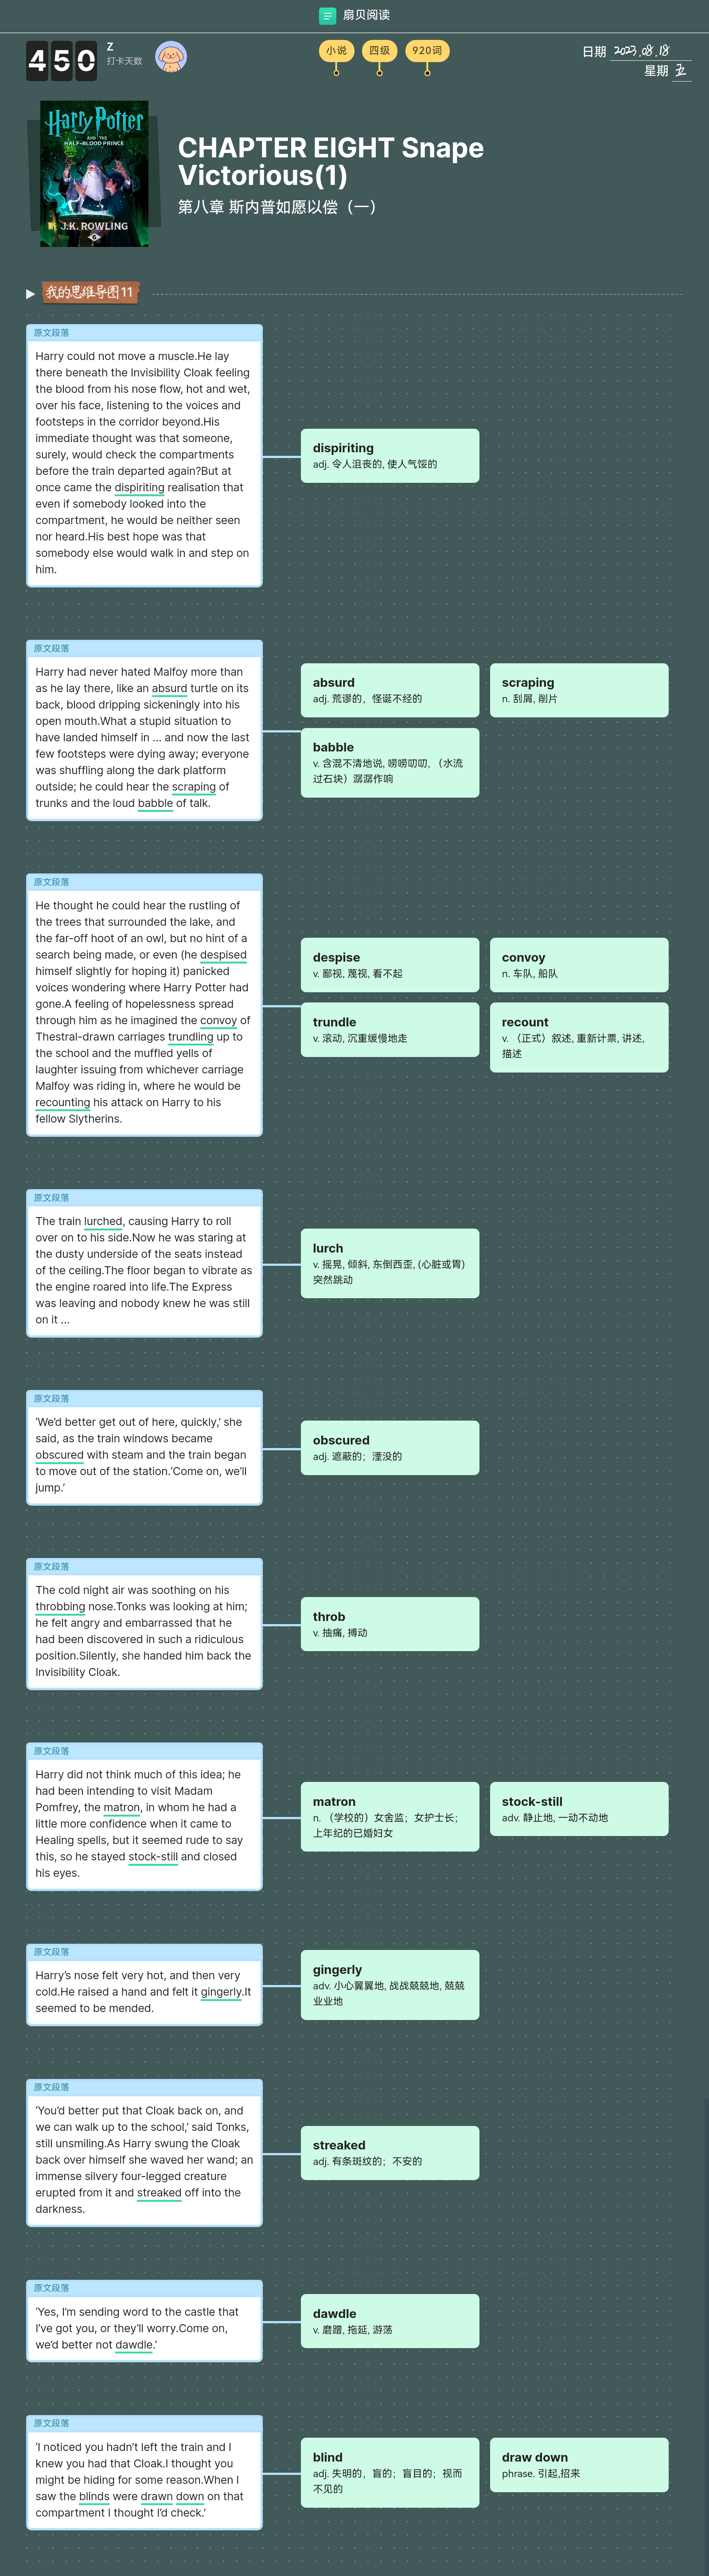 扇贝阅读
450
Z
打卡天数
小说
四级
920词
日期 2023.08.18
星期 五
Harry Potter
AND THE
HALF-BLOOD PRINCE
J.K. ROWLING
CHAPTER EIGHT Snape
Victorious(1)
第八章 斯内普如愿以偿（一）
我的思维导图11
原文段落
Harry could not move a muscle.He lay
there beneath the Invisibility Cloak feeling
the blood from his nose flow, hot and wet,
over his face, listening to the voices and
footsteps in the corridor beyond.His
immediate thought was that someone,
surely, would check the compartments
before the train departed again?But at
once came the dispiriting realisation that
even if somebody looked into the
compartment, he would be neither seen
nor heard.His best hope was that
somebody else would walk in and step on
him.
dispiriting
adj. 令人沮丧的, 使人气馁的
原文段落
Harry had never hated Malfoy more than
as he lay there, like an absurd turtle on its
back, blood dripping sickeningly into his
open mouth.What a stupid situation to
have landed himself in ... and now the last
few footsteps were dying away; everyone
was shuffling along the dark platform
outside; he could hear the scraping of
trunks and the loud babble of talk.
absurd
adj. 荒谬的，怪诞不经的
scraping
n. 刮屑, 削片
babble
v. 含混不清地说, 唠唠叨叨, （水流
过石块）潺潺作响
原文段落
He thought he could hear the rustling of
the trees that surrounded the lake, and
the far-off hoot of an owl, but no hint of a
search being made, or even (he despised
himself slightly for hoping it) panicked
voices wondering where Harry Potter had
gone.A feeling of hopelessness spread
through him as he imagined the convoy of
Thestral-drawn carriages trundling up to
the school and the muffled yells of
laughter issuing from whichever carriage
Malfoy was riding in, where he would be
recounting his attack on Harry to his
fellow Slytherins.
despise
v. 鄙视, 蔑视, 看不起
convoy
n. 车队, 船队
trundle
v. 滚动, 沉重缓慢地走
recount
v. （正式）叙述, 重新计票, 讲述,
描述
原文段落
The train lurched, causing Harry to roll
over on to his side.Now he was staring at
the dusty underside of the seats instead
of the ceiling.The floor began to vibrate as
the engine roared into life.The Express
was leaving and nobody knew he was still
on it ...
lurch
v. 摇晃, 倾斜, 东倒西歪, (心脏或胃)
突然跳动
原文段落
‘We’d better get out of here, quickly,’ she
said, as the train windows became
obscured with steam and the train began
to move out of the station.‘Come on, we’ll
jump.’
obscured
adj. 遮蔽的；湮没的
原文段落
The cold night air was soothing on his
throbbing nose.Tonks was looking at him;
he felt angry and embarrassed that he
had been discovered in such a ridiculous
position.Silently, she handed him back the
Invisibility Cloak.
throb
v. 抽痛, 搏动
原文段落
Harry did not think much of this idea; he
had been intending to visit Madam
Pomfrey, the matron, in whom he had a
little more confidence when it came to
Healing spells, but it seemed rude to say
this, so he stayed stock-still and closed
his eyes.
matron
n. （学校的）女舍监；女护士长；
上年纪的已婚妇女
stock-still
adv. 静止地, 一动不动地
原文段落
Harry’s nose felt very hot, and then very
cold.He raised a hand and felt it gingerly.It
seemed to be mended.
gingerly
adv. 小心翼翼地, 战战兢兢地, 兢兢
业业地
原文段落
‘You’d better put that Cloak back on, and
we can walk up to the school,’ said Tonks,
still unsmiling.As Harry swung the Cloak
back over himself she waved her wand; an
immense silvery four-legged creature
erupted from it and streaked off into the
darkness.
streaked
adj. 有条斑纹的；不安的
原文段落
‘Yes, I’m sending word to the castle that
I’ve got you, or they’ll worry.Come on,
we’d better not dawdle.’
dawdle
v. 磨蹭, 拖延, 游荡
原文段落
‘I noticed you hadn’t left the train and I
knew you had that Cloak.I thought you
might be hiding for some reason.When I
saw the blinds were drawn down on that
compartment I thought I’d check.’
blind
adj. 失明的，盲的；盲目的；视而
不见的
draw down
phrase. 引起,招来